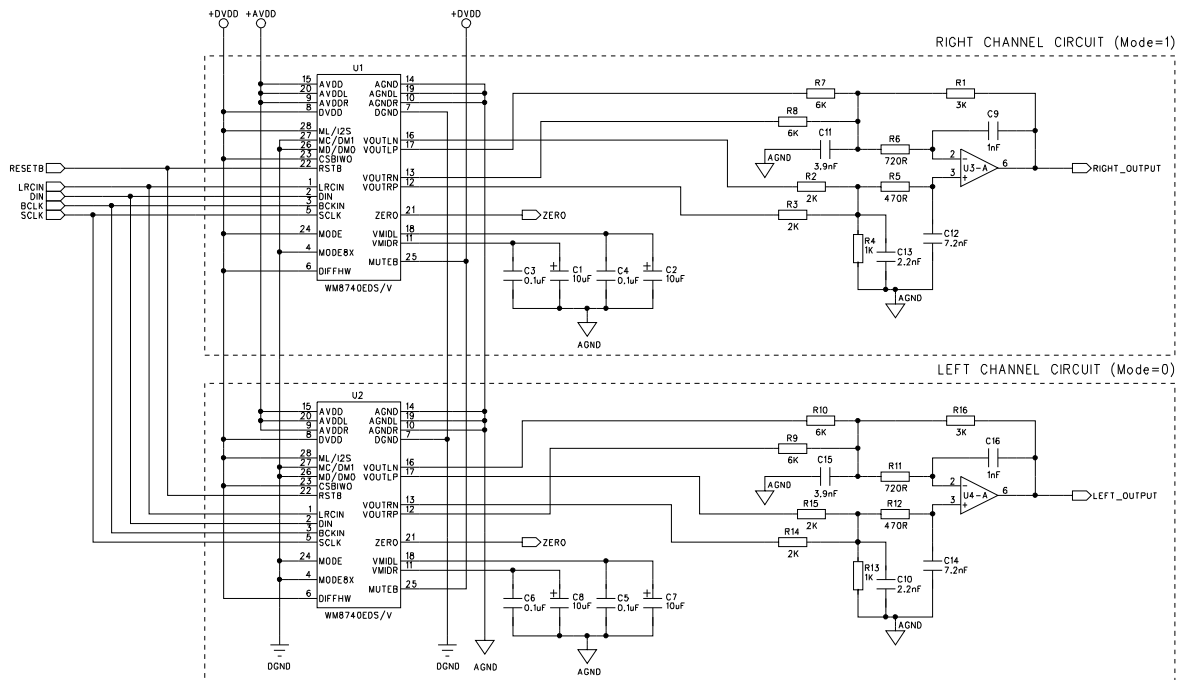 +DVDD +AVDD +DVDD
RIGHT CHANNEL CIRCUIT (Mode=1)
U1
15 AVDD AGND 14
20 AVDDL AGNDL 19
9 AVDDR AGNDR 10
8 DVDD DGND 7
28 ML/I2S
27 MC/DM1 VOUTLN 16
26 MD/DM0 VOUTLP 17
23 CSBIWO
22 RSTB
VOUTRN 13
1 LRCIN VOUTRP 12
2 DIN
3 BCKIN
5 SCLK ZERO 21
24 MODE VMIDL 18
VMIDR 11
4 MODE8X
MUTEB 25
6 DIFFHW
WM8740EDS/V
RESETB
LRCIN
DIN
BCLK
SCLK
ZERO
C3 0.1uF
+ C1 10uF
C4 0.1uF
+ C2 10uF
AGND
R7 6K
R1 3K
R8 6K
C9 1nF
C11 3.9nF
AGND
R6 720R
2 -
U3-A 6
3 +
RIGHT_OUTPUT
R2 2K
R5 470R
R3 2K
R4 1K
C13 2.2nF
C12 7.2nF
AGND
LEFT CHANNEL CIRCUIT (Mode=0)
U2
15 AVDD AGND 14
20 AVDDL AGNDL 19
9 AVDDR AGNDR 10
8 DVDD DGND 7
28 ML/I2S
27 MC/DM1 VOUTLN 16
26 MD/DM0 VOUTLP 17
23 CSBIWO
22 RSTB
VOUTRN 13
1 LRCIN VOUTRP 12
2 DIN
3 BCKIN
5 SCLK ZERO 21
24 MODE VMIDL 18
VMIDR 11
4 MODE8X
MUTEB 25
6 DIFFHW
WM8740EDS/V
ZERO
C6 0.1uF
+ C8 10uF
C5 0.1uF
+ C7 10uF
AGND
R10 6K
R16 3K
R9 6K
C16 1nF
C15 3.9nF
AGND
R11 720R
2 -
U4-A 6
3 +
LEFT_OUTPUT
R15 2K
R12 470R
R14 2K
R13 1K
C10 2.2nF
C14 7.2nF
AGND
DGND
DGND
AGND